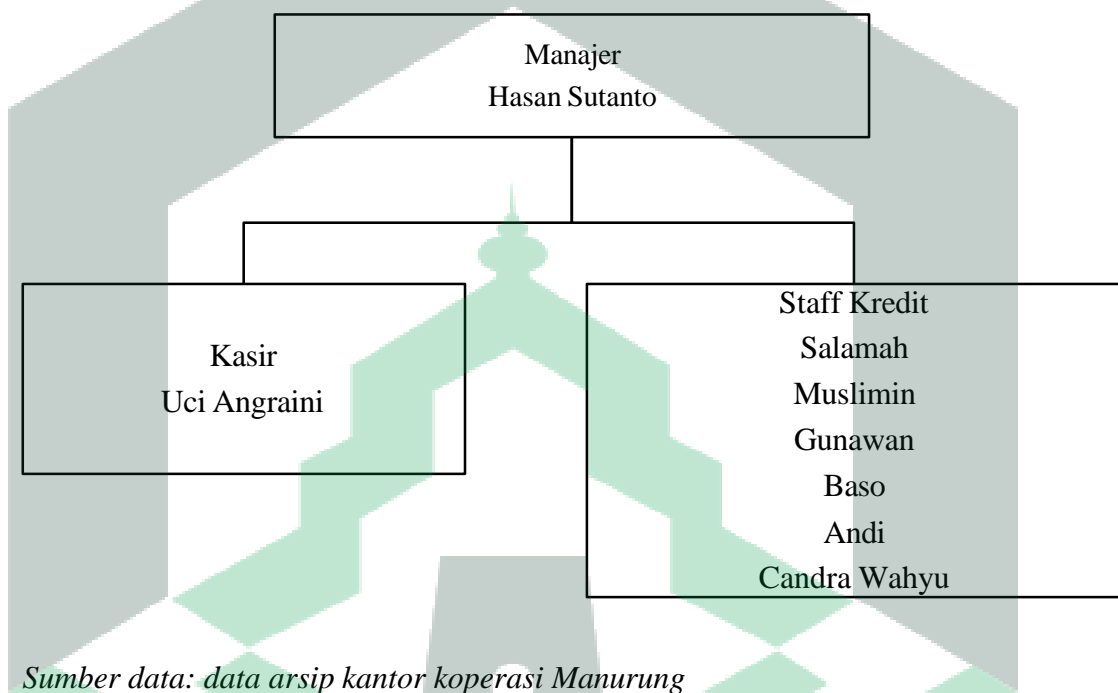 Manajer
Hasan Sutanto
Kasir
Uci Angraini
Staff Kredit
Salamah
Muslimin
Gunawan
Baso
Andi
Candra Wahyu
Sumber data: data arsip kantor koperasi Manurung